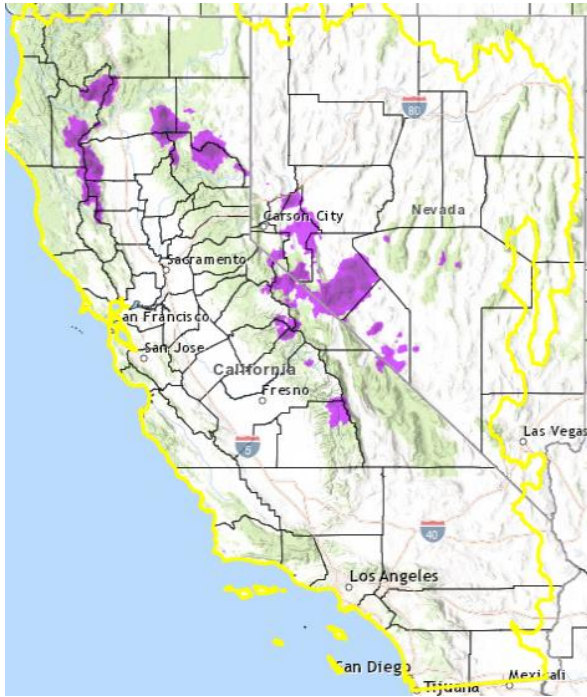 80
Nevada
Carson City
Sacramento
San Francisco
San Jose
California
Fresno
Las Vegas
5
40
Los Angeles
San Diego
Tijuana
Mexicali